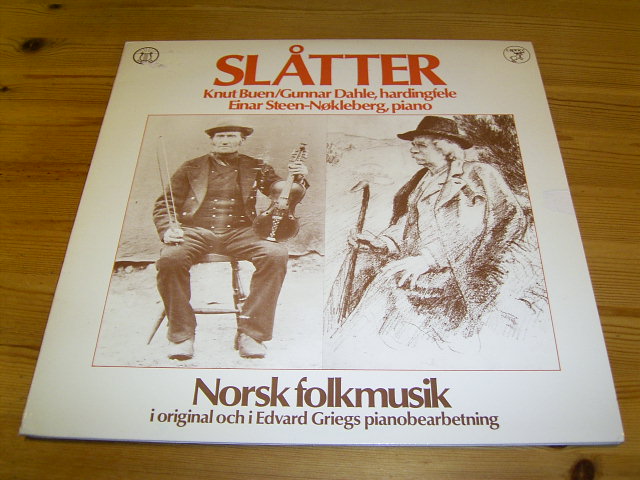 SLÅTTER
Knut Buen/Gunnar Dahle, hardingfele
Einar Steen-Nøkleberg, piano
Norsk folkmusik
i original och i Edvard Griegs pianobearbetning